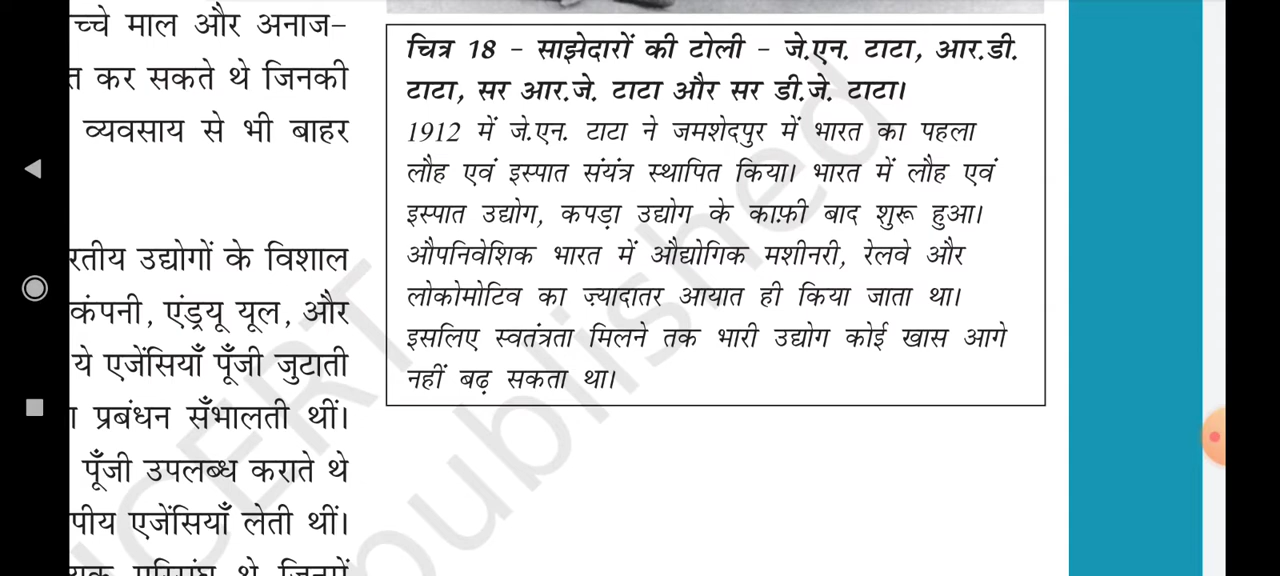 च्चे माल और अनाज-
त कर सकते थे जिनकी
व्यवसाय से भी बाहर
रतीय उद्योगों के विशाल
कंपनी, एंड्रयू यूल, और
ये एजेंसियाँ पूँजी जुटाती
प्रबंधन सँभालती थीं।
पूँजी उपलब्ध कराते थे
पीय एजेंसियाँ लेती थीं।
थे जिनमें
चित्र 18 – साझेदारों की टोली – जे.एन. टाटा, आर.डी.
टाटा, सर आर.जे. टाटा और सर डी.जे. टाटा।
1912 में जे.एन. टाटा ने जमशेदपुर में भारत का पहला
लौह एवं इस्पात संयंत्र स्थापित किया। भारत में लौह एवं
इस्पात उद्योग, कपड़ा उद्योग के काफ़ी बाद शुरू हुआ।
औपनिवेशिक भारत में औद्योगिक मशीनरी, रेलवे और
लोकोमोटिव का ज़्यादातर आयात ही किया जाता था।
इसलिए स्वतंत्रता मिलने तक भारी उद्योग कोई खास आगे
नहीं बढ़ सकता था।
NCERT
published